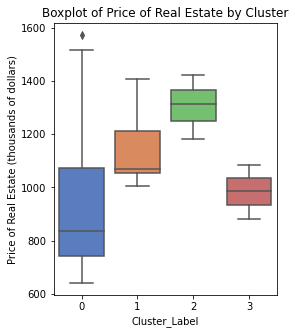 Boxplot of Price of Real Estate by Cluster
Price of Real Estate (thousands of dollars)
1600
1400
1200
1000
800
600
0 1 2 3
Cluster_Label